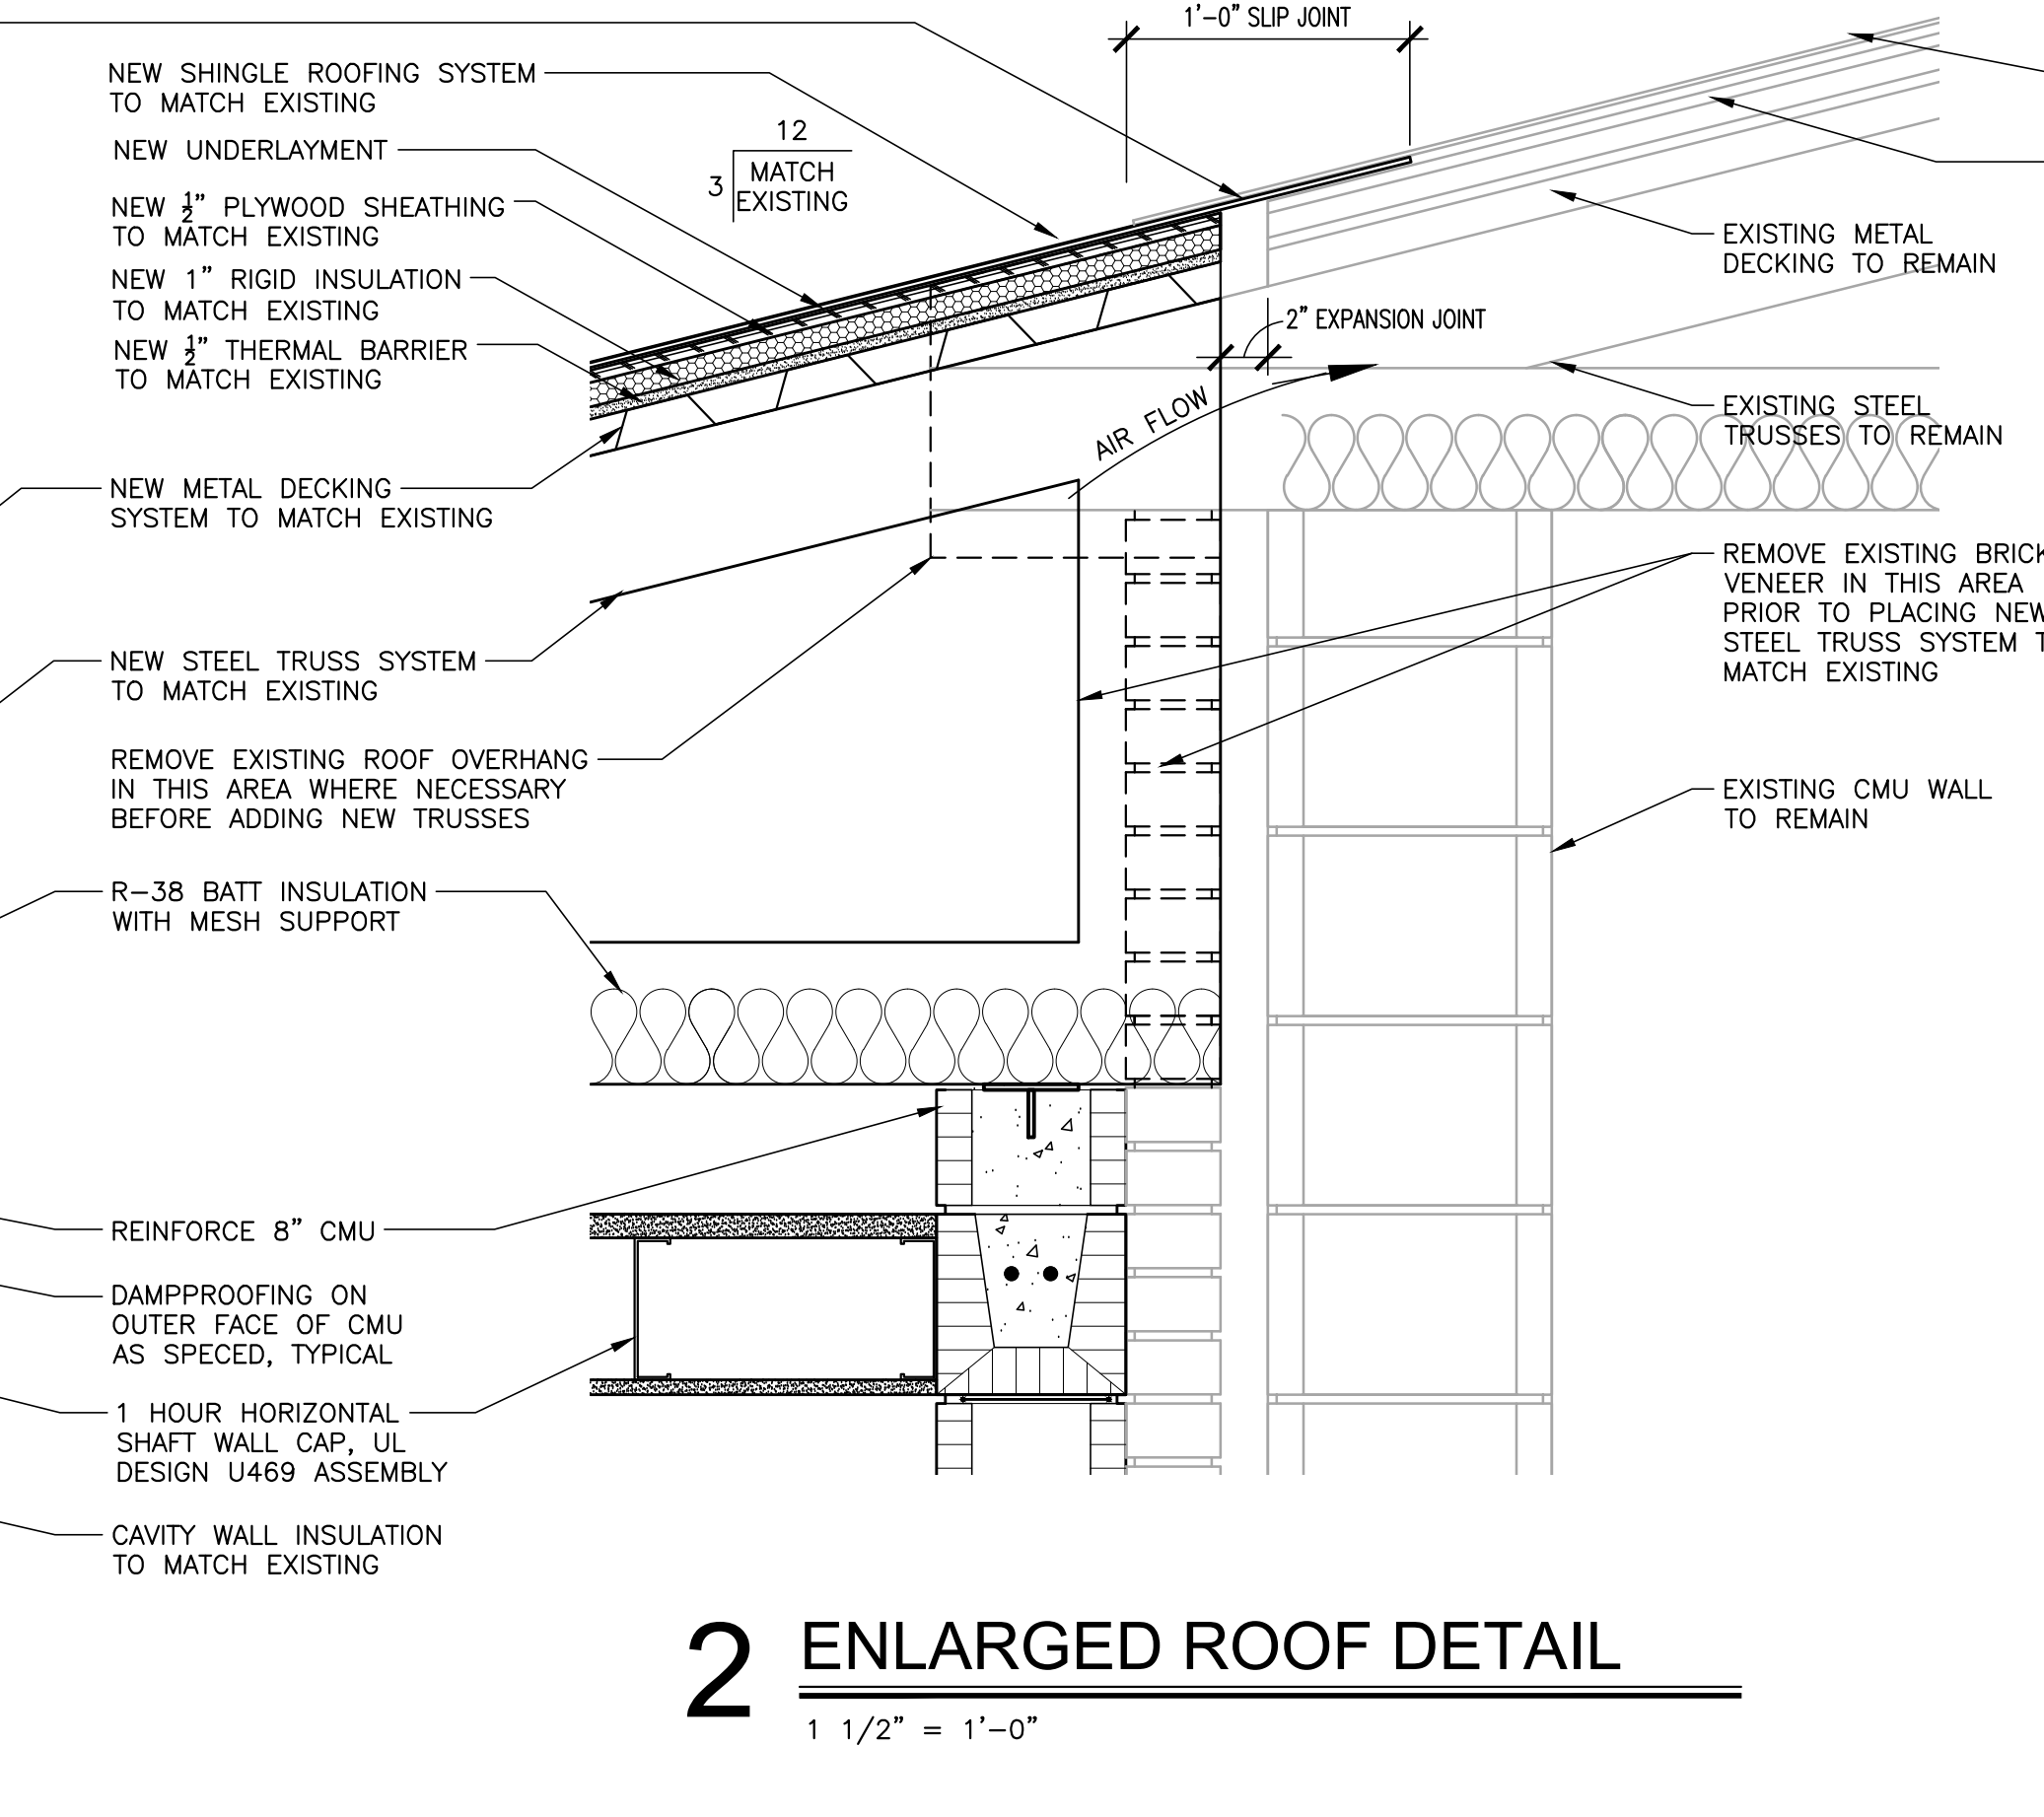 1'-0" SLIP JOINT
NEW SHINGLE ROOFING SYSTEM
TO MATCH EXISTING
NEW UNDERLAYMENT
NEW ½" PLYWOOD SHEATHING
TO MATCH EXISTING
NEW 1" RIGID INSULATION
TO MATCH EXISTING
NEW ½" THERMAL BARRIER
TO MATCH EXISTING
12
3
MATCH
EXISTING
NEW METAL DECKING
SYSTEM TO MATCH EXISTING
NEW STEEL TRUSS SYSTEM
TO MATCH EXISTING
REMOVE EXISTING ROOF OVERHANG
IN THIS AREA WHERE NECESSARY
BEFORE ADDING NEW TRUSSES
R-38 BATT INSULATION
WITH MESH SUPPORT
REINFORCE 8" CMU
DAMPPROOFING ON
OUTER FACE OF CMU
AS SPECED, TYPICAL
1 HOUR HORIZONTAL
SHAFT WALL CAP, UL
DESIGN U469 ASSEMBLY
CAVITY WALL INSULATION
TO MATCH EXISTING
2" EXPANSION JOINT
AIR FLOW
EXISTING METAL
DECKING TO REMAIN
EXISTING STEEL
TRUSSES TO REMAIN
REMOVE EXISTING BRICK
VENEER IN THIS AREA
PRIOR TO PLACING NEW
STEEL TRUSS SYSTEM T
MATCH EXISTING
EXISTING CMU WALL
TO REMAIN
2 ENLARGED ROOF DETAIL
1 1/2" = 1'-0"